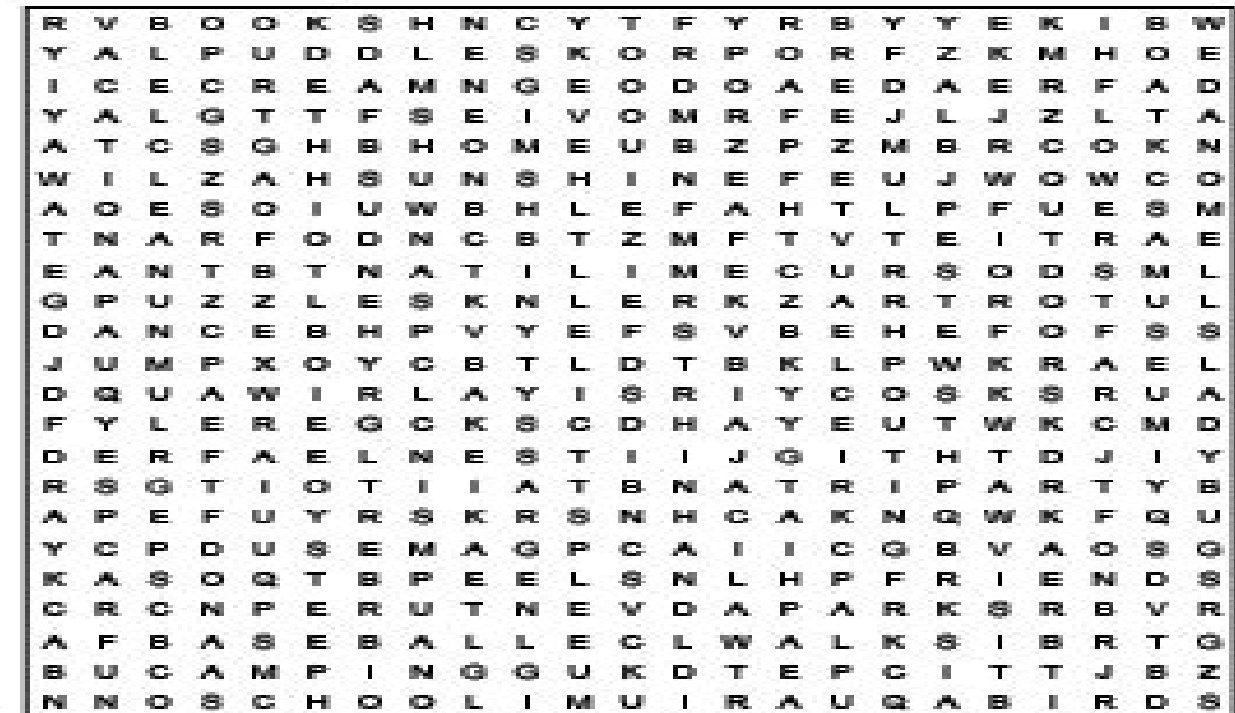 R V B O O K S H N C Y T F Y R B Y Y E K I B W
Y A L P U D D L E S K O R P O R F Z K M H O E
I C E C R E A M N G E O D O A E D A E R F A D
Y A L G T T F S E I V O M R F E J L J Z L T A
A T C S G H B H O M E U B Z P Z M B R C O K N
W I L Z A H S U N S H I N E F E U J W O W C O
A O E S O I U W B H L E F A H T L P F U E S M
T N A R F O D N C B T Z M F T V T E I T R A E
E A N T B T N A T I L I M E C U R S O D S M L
G P U Z Z L E S K N L E R K Z A R T R O T U L
D A N C E B H P V Y E F S V B E H E F O F S S
J U M P X O Y C B T L D T B K L P W K R A E L
D Q U A W I R L A Y I S R I Y C O S K S R U A
F Y L E R E G C K S C D H A Y E U T W K C M D
D E R F A E L N E S T I I J G I T H T D J I Y
R S G T I O T I I A T B N A T R I P A R T Y B
A P E F U Y R S K R S N H C A K N Q W K F Q U
Y C P D U S E M A G P C A I I C G B V A O S G
K A S O Q T B P E E L S N L H P F R I E N D S
C R C N P E R U T N E V D A P A R K S R B V R
A F B A S E B A L L E C L W A L K S I B R T G
B U C A M P I N G G U K D T E P C I T T J B Z
N N O S C H O O L I M U I R A U Q A B I R D S